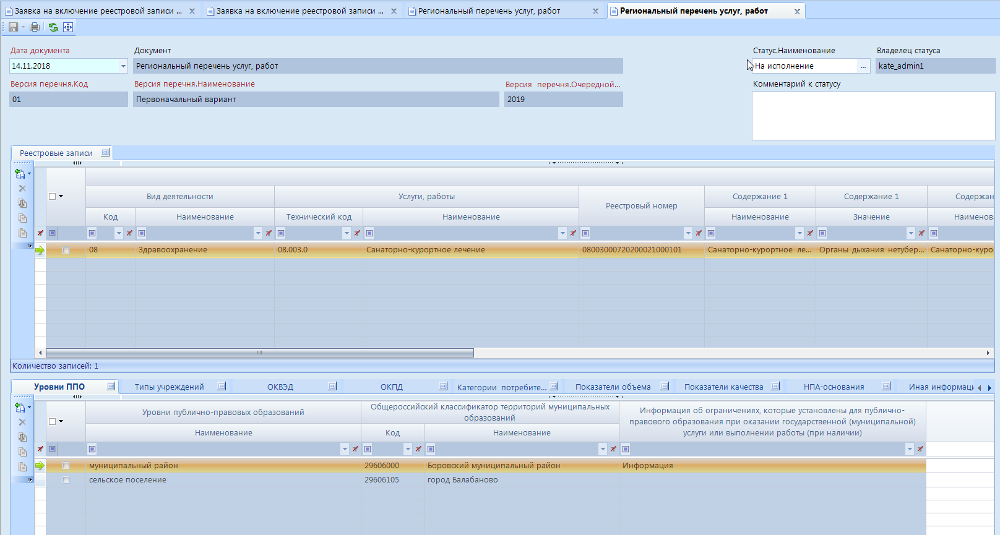 Заявка на включение реестровой записи ...
Заявка на включение реестровой записи ...
Региональный перечень услуг, работ
Региональный перечень услуг, работ
Дата документа
Документ
Статус.Наименование
Владелец статуса
14.11.2018
Региональный перечень услуг, работ
На исполнение
...
kate_admin1
Версия перечня.Код
Версия перечня.Наименование
Версия перечня.Очередной...
Комментарий к статусу
01
Первоначальный вариант
2019
Реестровые записи
Вид деятельности
Услуги, работы
Реестровый номер
Содержание 1
Содержание 1
Содержан
Код
Наименование
Технический код
Наименование
Наименование
Значение
Наименов
08
Здравоохранение
08.003.0
Санаторно-курортное лечение
08003000720200021000101
Санаторно-курортное ле...
Органы дыхания нетубер...
Санаторно-куро
Количество записей: 1
Уровни ППО
Типы учреждений
ОКВЭД
ОКПД
Категории потребите...
Показатели объема
Показатели качества
НПА-основания
Иная информаци
Уровни публично-правовых образований
Общероссийский классификатор территорий муниципальных
образований
Информация об ограничениях, которые установлены для публично-
правового образования при оказании государственной (муниципальной)
услуги или выполнении работы (при наличии)
Наименование
Код
Наименование
муниципальный район
29606000
Боровский муниципальный район
Информация
сельское поселение
29606105
город Балабаново